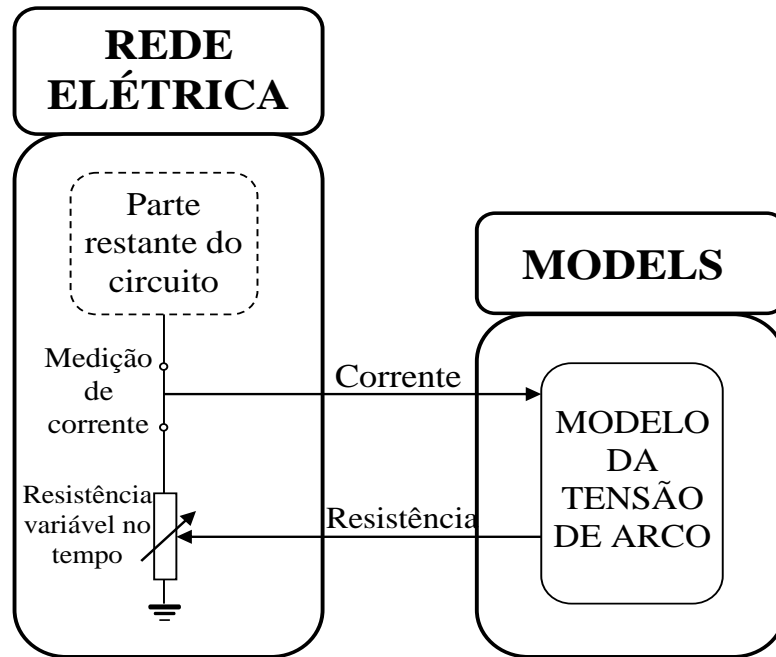 REDE
ELÉTRICA
Parte
restante do
circuito
Medição
de
corrente
Resistência
variável no
tempo
Corrente
Resistência
MODELS
MODELO
DA
TENSÃO
DE ARCO